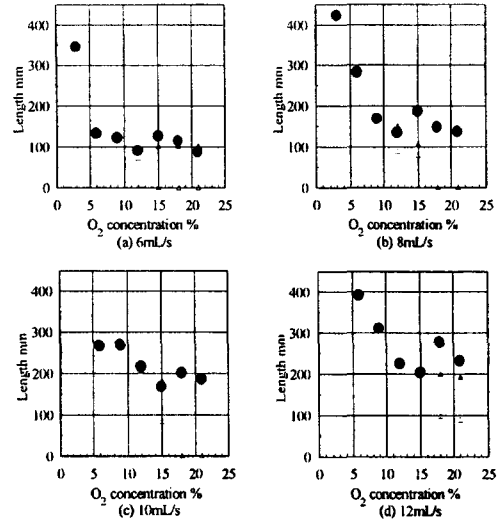 400
300
200
100
0
Length mm
0 5 10 15 20 25
O2 concentration %
(a) 6mL/s
400
300
200
100
0
Length mm
0 5 10 15 20 25
O2 concentration %
(b) 8mL/s
400
300
200
100
0
Length mm
0 5 10 15 20 25
O2 concentration %
(c) 10mL/s
400
300
200
100
0
Length mm
0 5 10 15 20 25
O2 concentration %
(d) 12mL/s